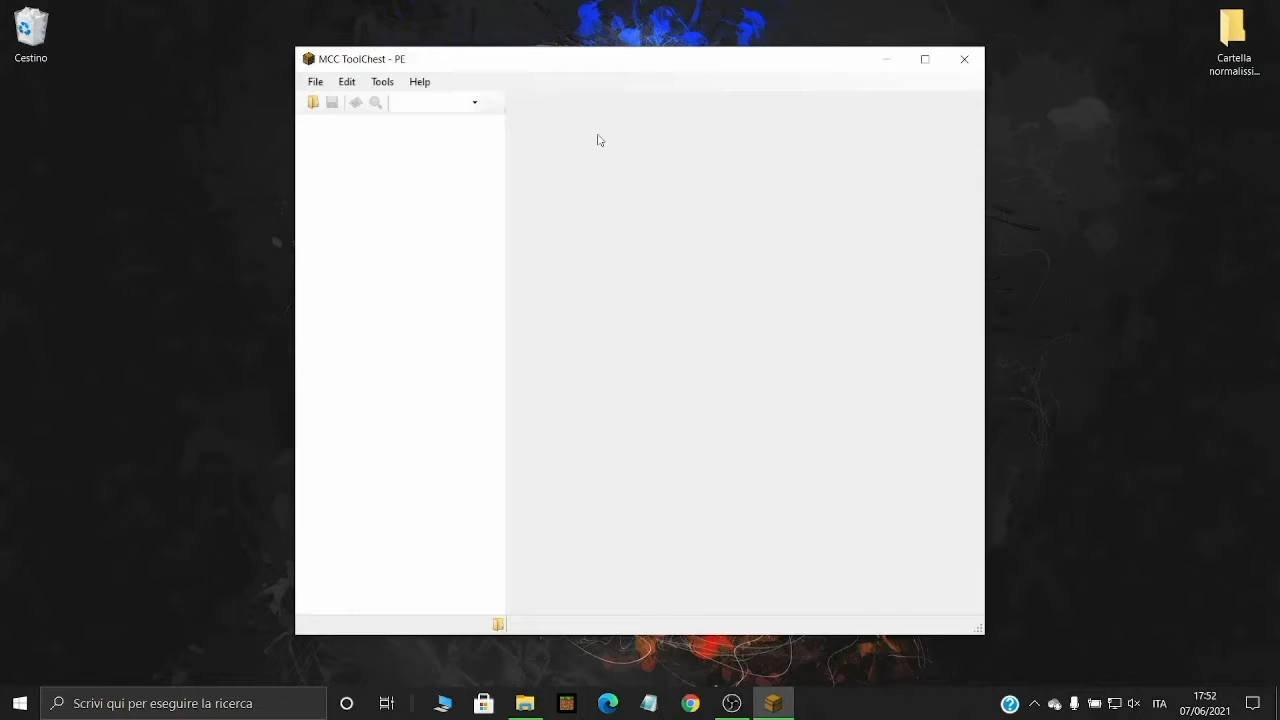 Cestino
Cartella
normalissi...
MCC ToolChest - PE
File Edit Tools Help
Scrivi qui per eseguire la ricerca
ITA
17:52
07/06/2021